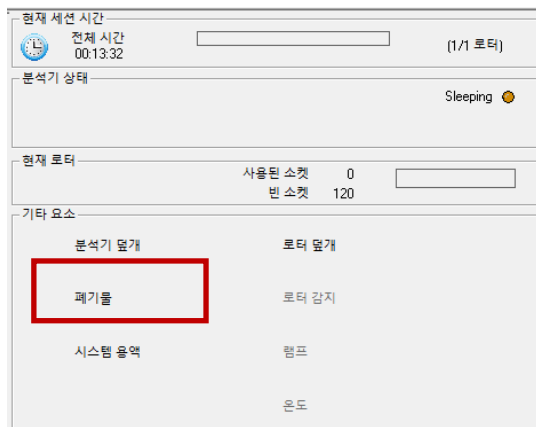 현재 세션 시간
전체 시간
00:13:32
(1/1 로터)
분석기 상태
Sleeping
현재 로터
사용된 소켓 0
빈 소켓 120
기타 요소
분석기 덮개 로터 덮개
폐기물 로터 감지
시스템 용액 램프
온도